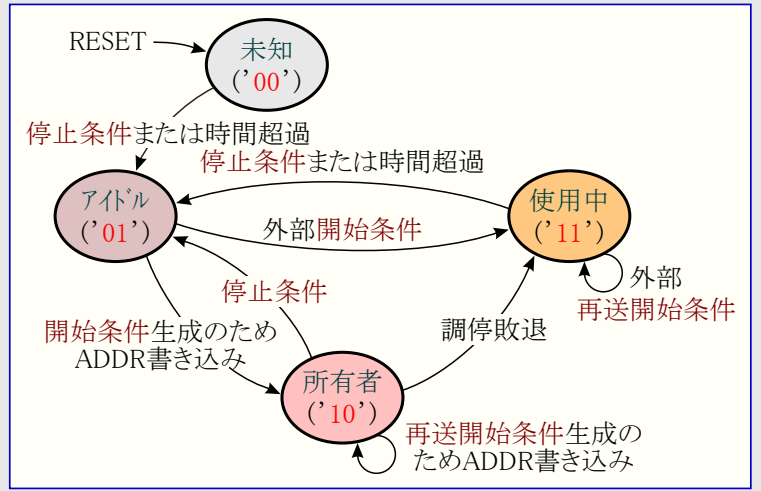 RESET
未知
('00')
停止条件または時間超過
停止条件または時間超過
アイドル
('01')
使用中
('11')
外部開始条件
外部
再送開始条件
停止条件
開始条件生成のため
ADDR書き込み
調停敗退
所有者
('10')
再送開始条件生成の
ためADDR書き込み